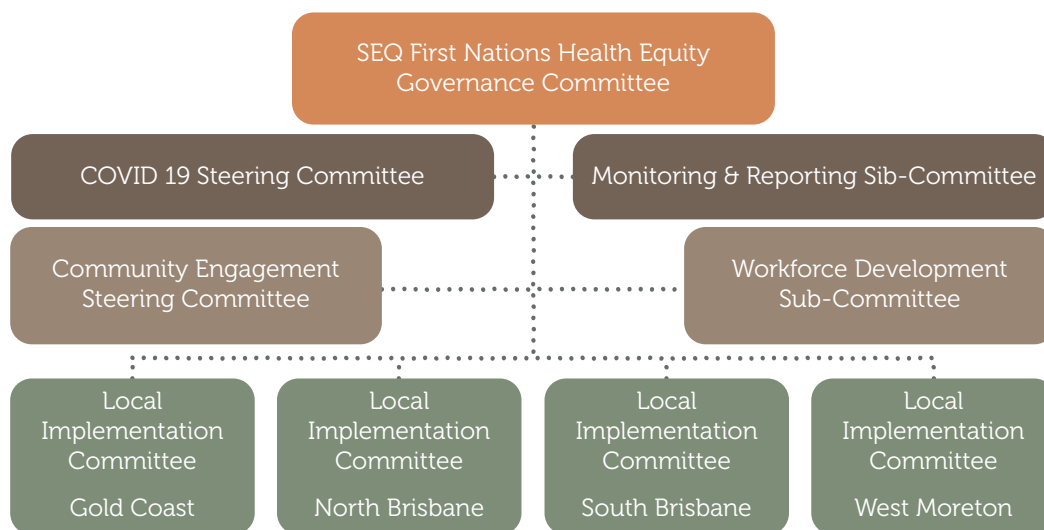 SEQ First Nations Health Equity
Governance Committee
COVID 19 Steering Committee
Monitoring & Reporting Sib-Committee
Community Engagement
Steering Committee
Workforce Development
Sub-Committee
Local
Implementation
Committee
Gold Coast
Local
Implementation
Committee
North Brisbane
Local
Implementation
Committee
South Brisbane
Local
Implementation
Committee
West Moreton